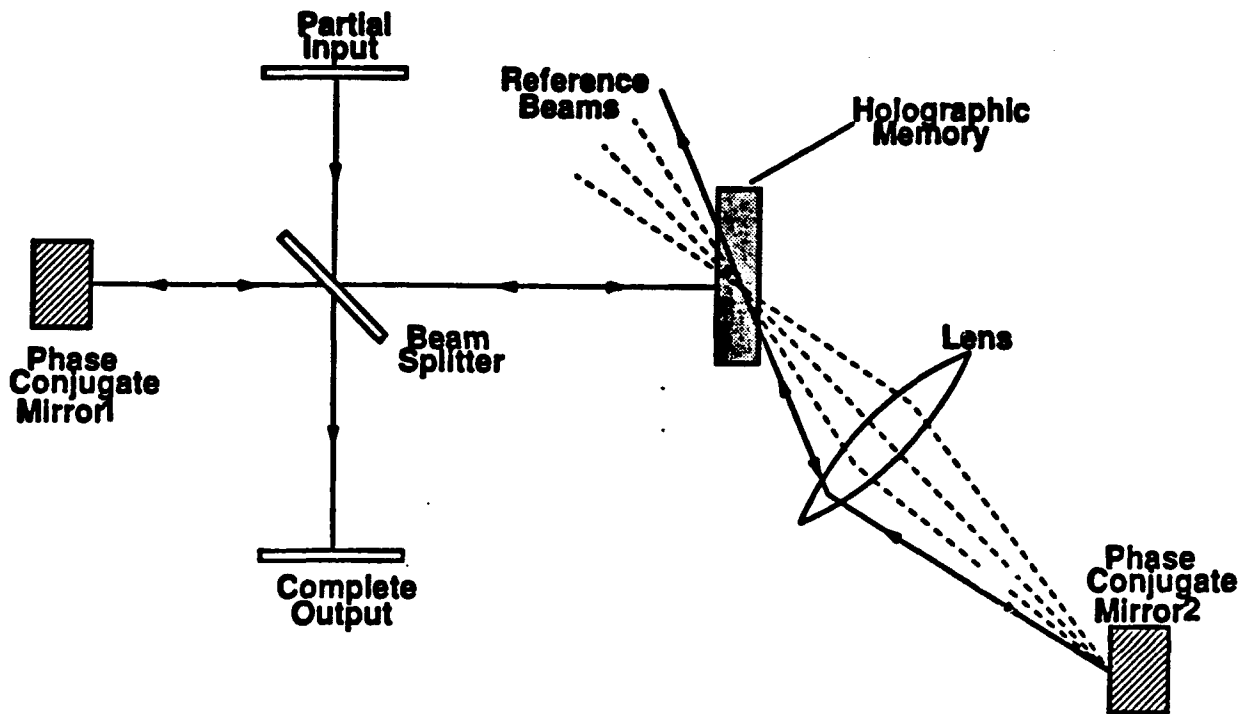 Partial
Input
Reference
Beams
Holographic
Memory
Beam
Splitter
Lens
Phase
Conjugate
Mirror1
Complete
Output
Phase
Conjugate
Mirror2